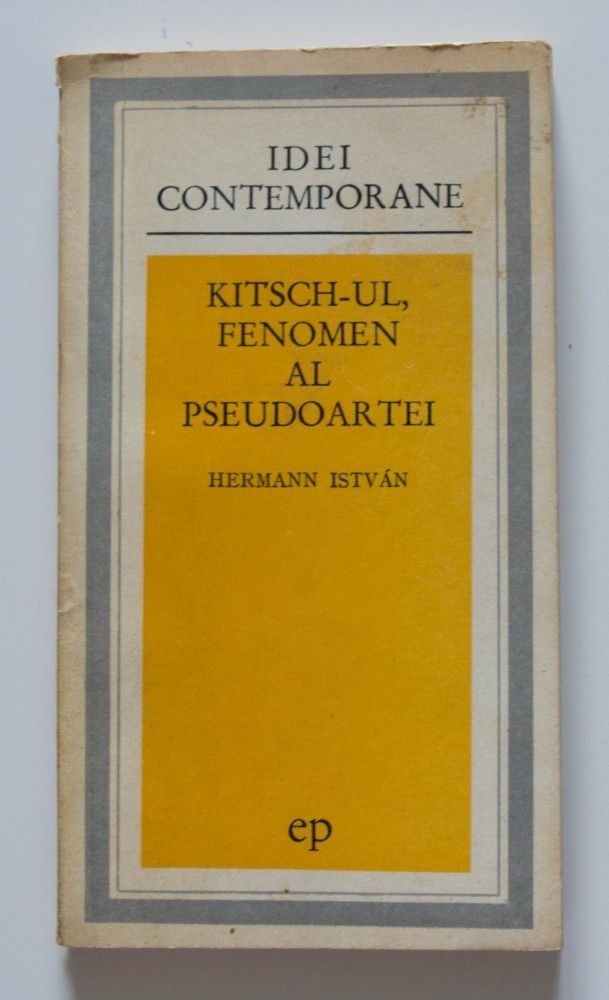 IDEI
CONTEMPORANE
KITSCH-UL,
FENOMEN
AL
PSEUDOARTEI
HERMANN ISTVÁN
ep